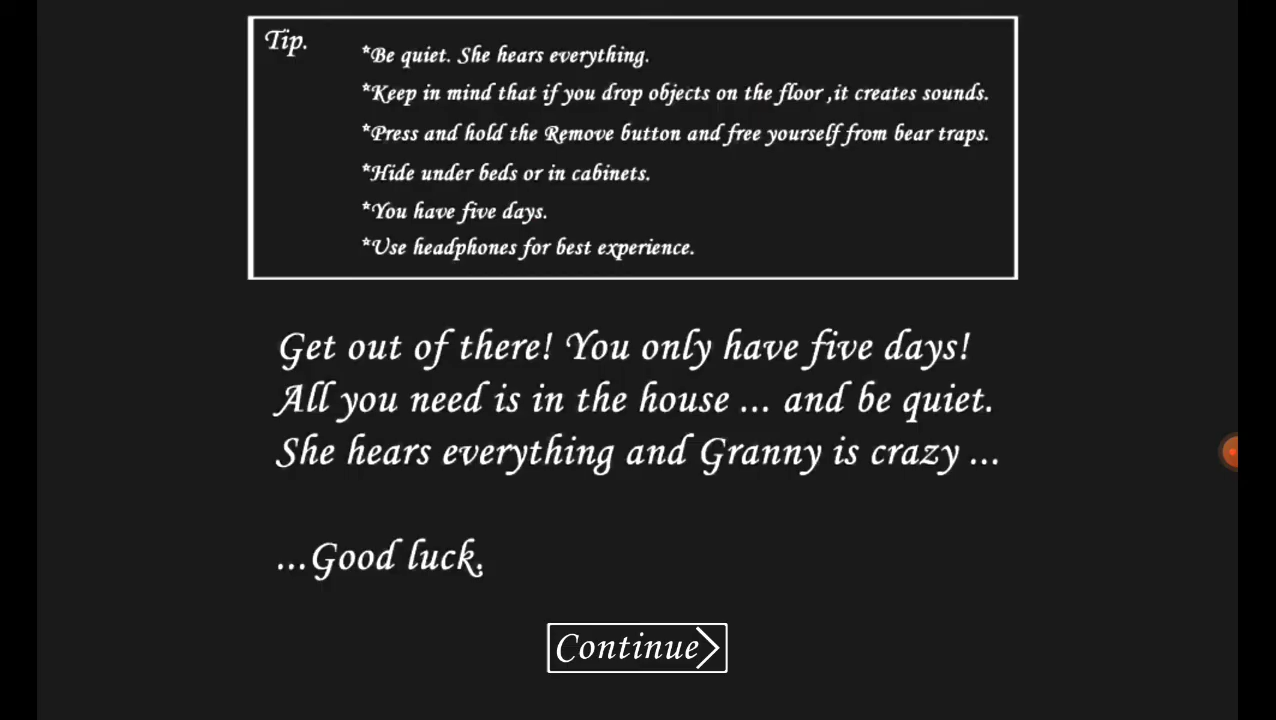 Tip.
*Be quiet. She hears everything.
*Keep in mind that if you drop objects on the floor ,it creates sounds.
*Press and hold the Remove button and free yourself from bear traps.
*Hide under beds or in cabinets.
*You have five days.
*Use headphones for best experience.
Get out of there! You only have five days!
All you need is in the house ... and be quiet.
She hears everything and Granny is crazy ...
...Good luck.
Continue>